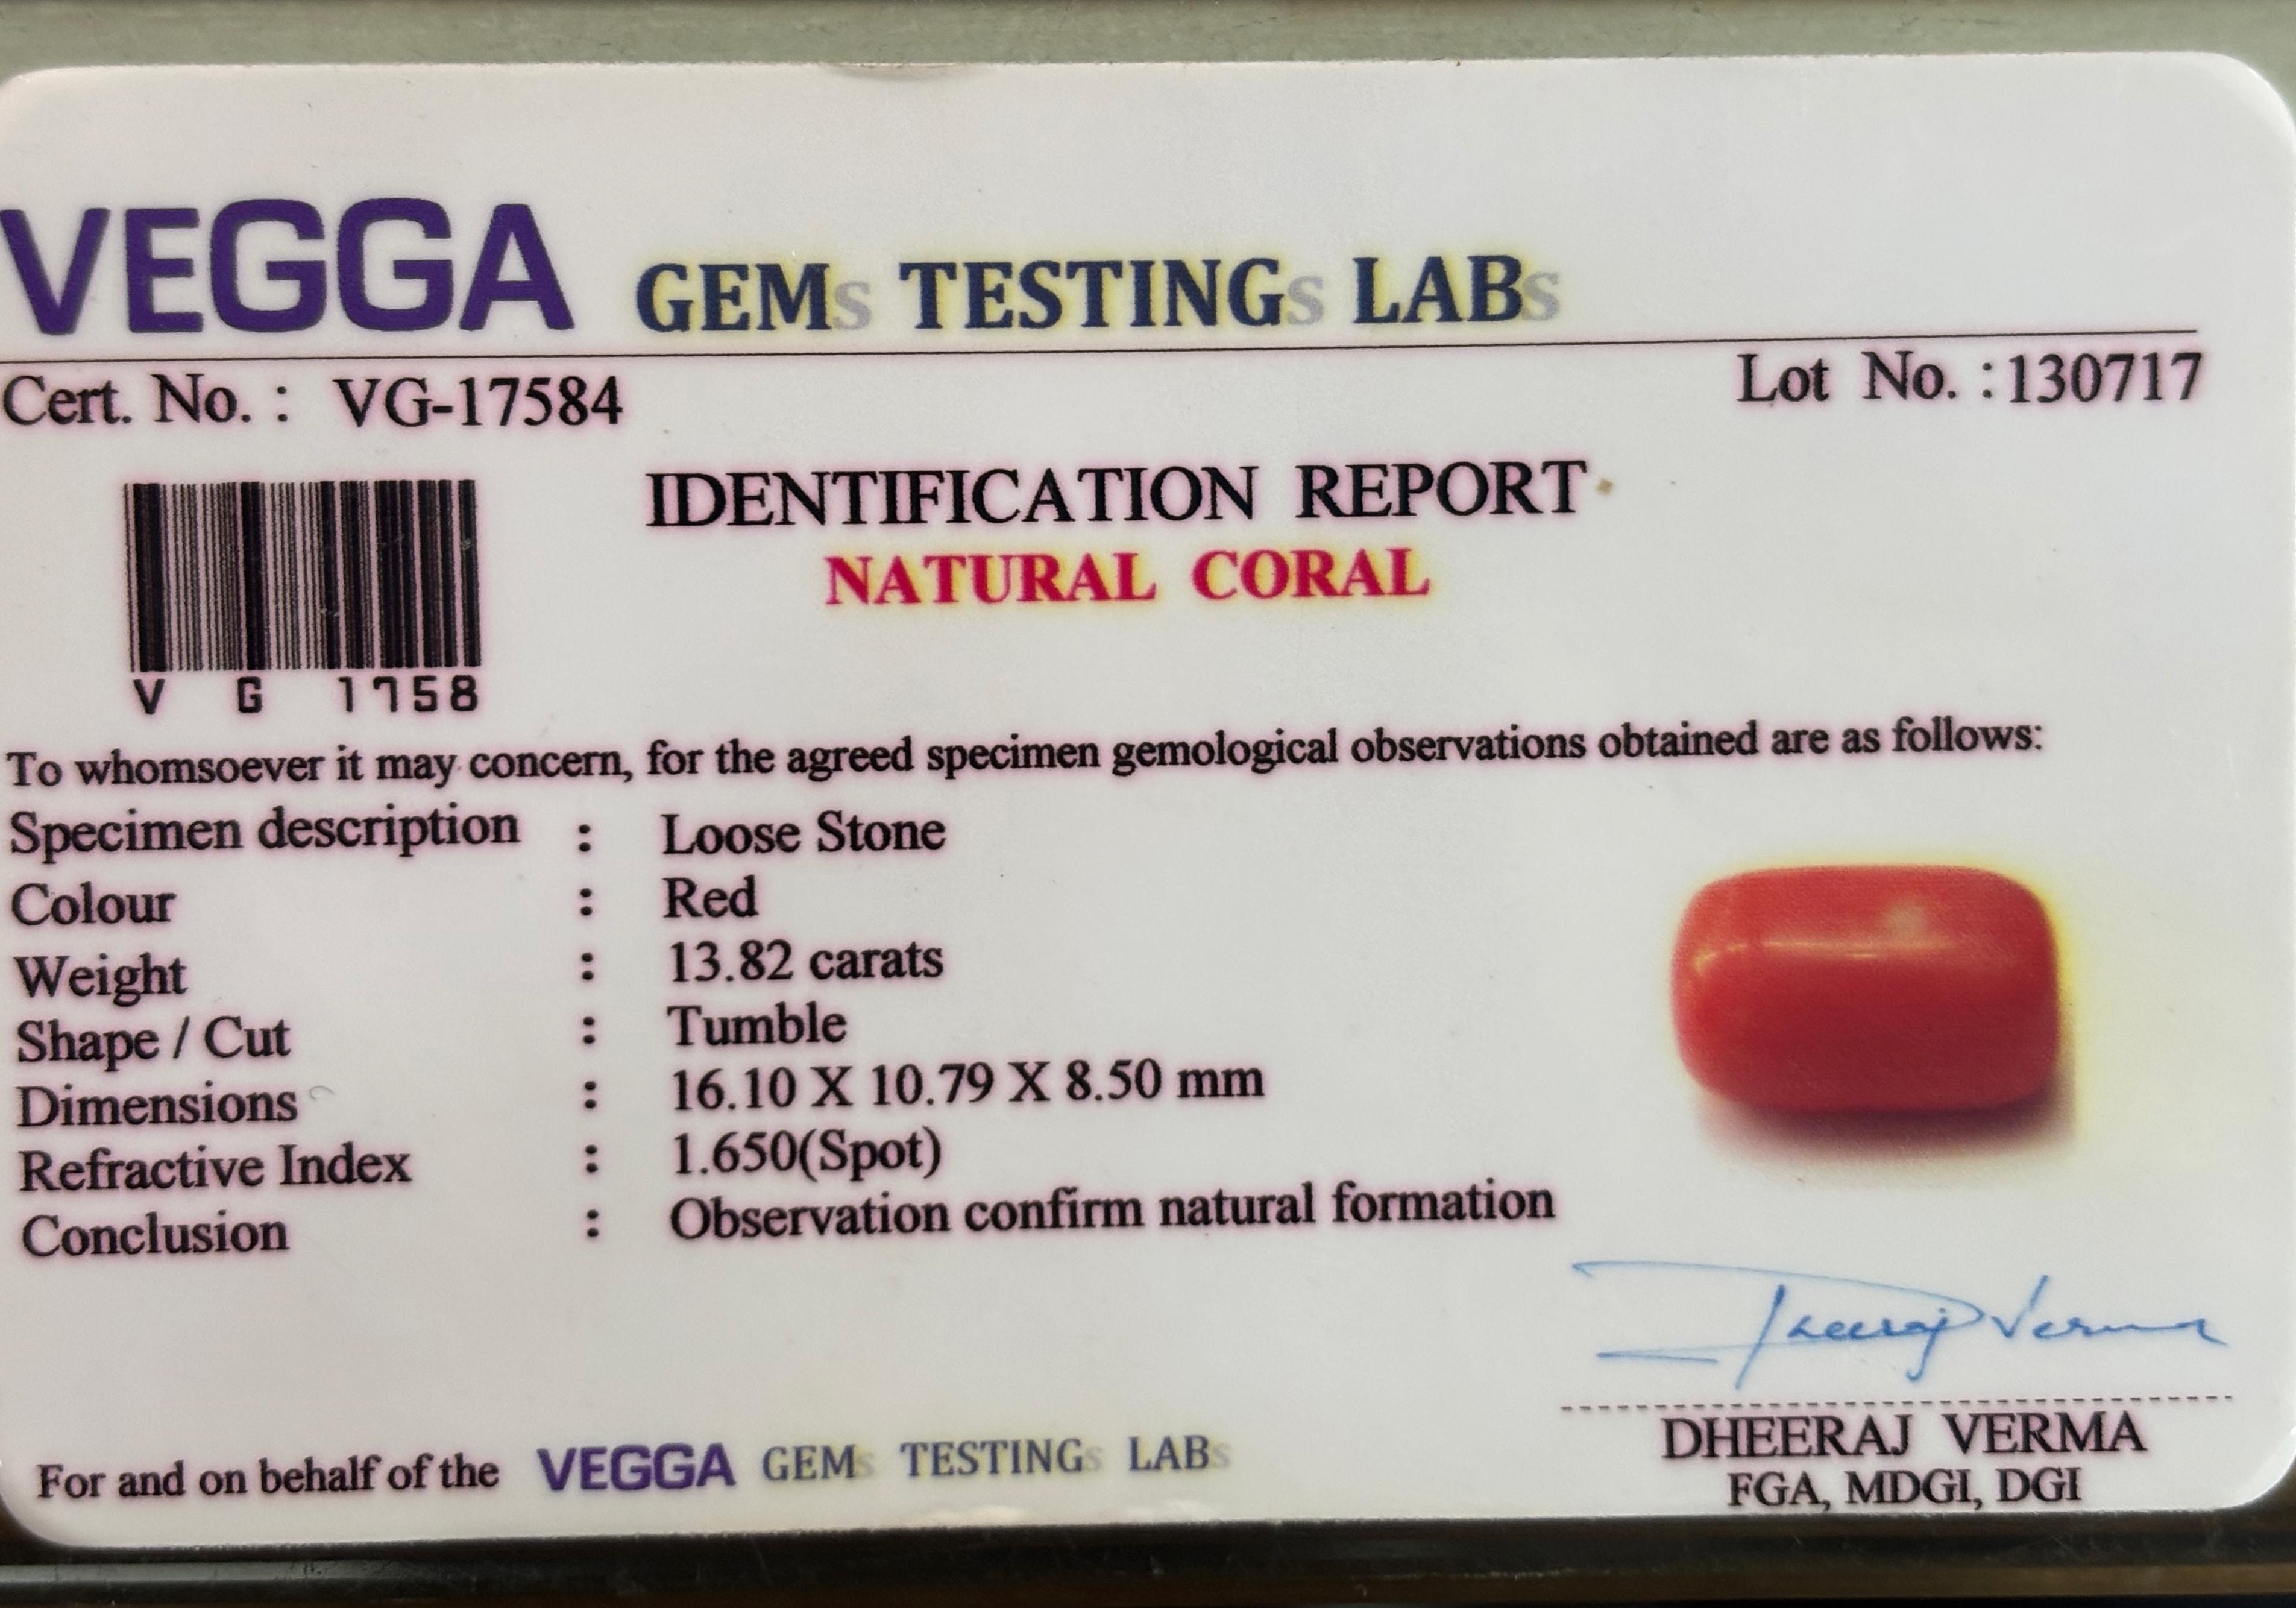 VEGGA GEMs TESTINGs LABs
Cert. No. : VG-17584 Lot No. :130717
IDENTIFICATION REPORT
NATURAL CORAL
V G 1758
To whomsoever it may concern, for the agreed specimen gemological observations obtained are as follows:
Specimen description : Loose Stone
Colour : Red
Weight : 13.82 carats
Shape / Cut : Tumble
Dimensions : 16.10 X 10.79 X 8.50 mm
Refractive Index : 1.650(Spot)
Conclusion : Observation confirm natural formation
Dheeraj Verma
DHEERAJ VERMA
FGA, MDGI, DGI
For and on behalf of the VEGGA GEMs TESTINGs LABs